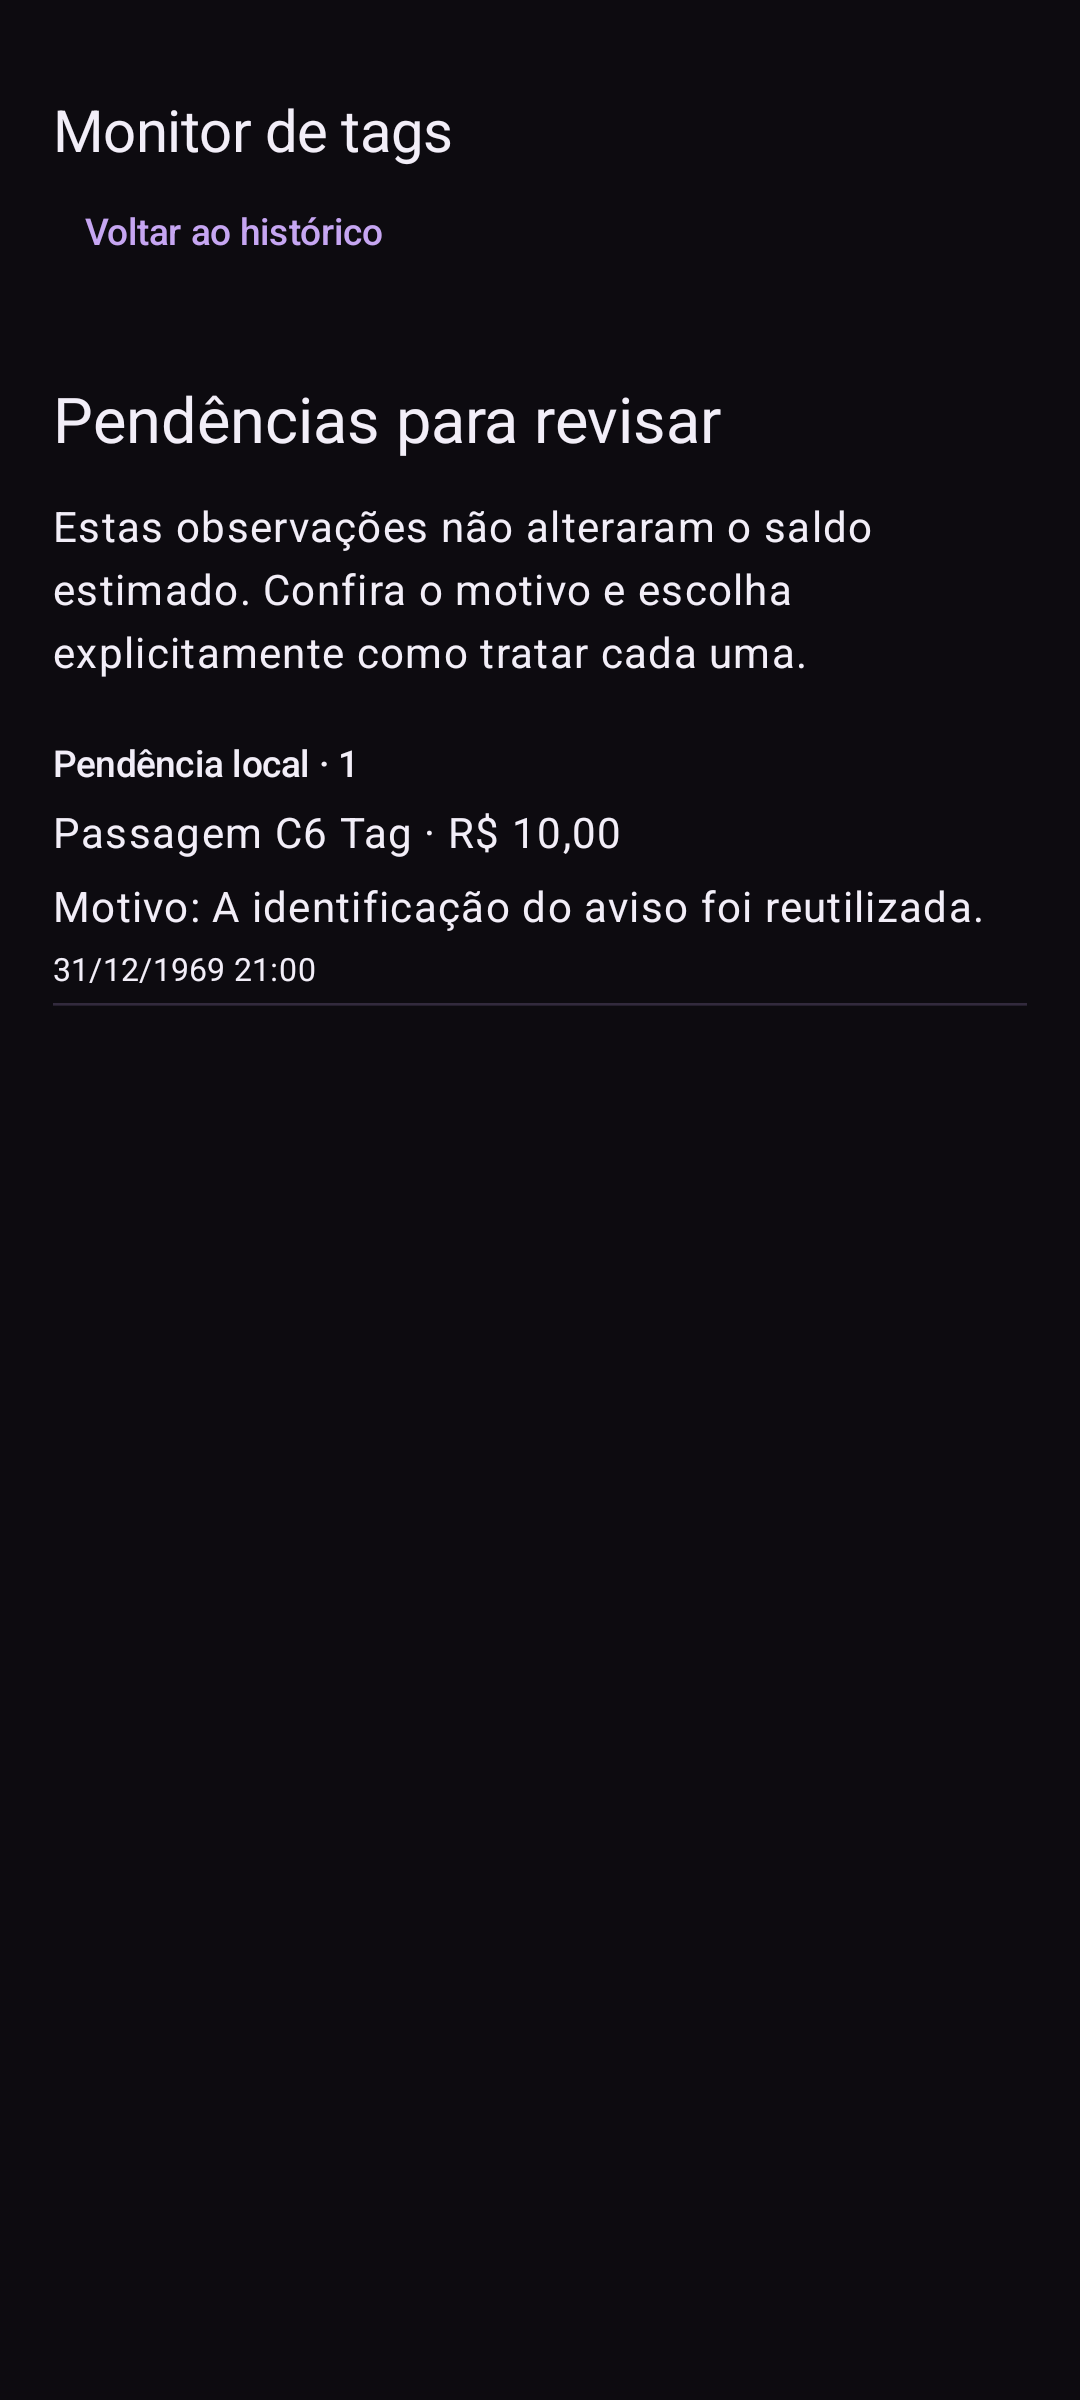 Monitor de tags
Voltar ao histórico
Pendências para revisar
Estas observações não alteraram o saldo
estimado. Confira o motivo e escolha
explicitamente como tratar cada uma.
Pendência local · 1
Passagem C6 Tag · R$ 10,00
Motivo: A identificação do aviso foi reutilizada.
31/12/1969 21:00